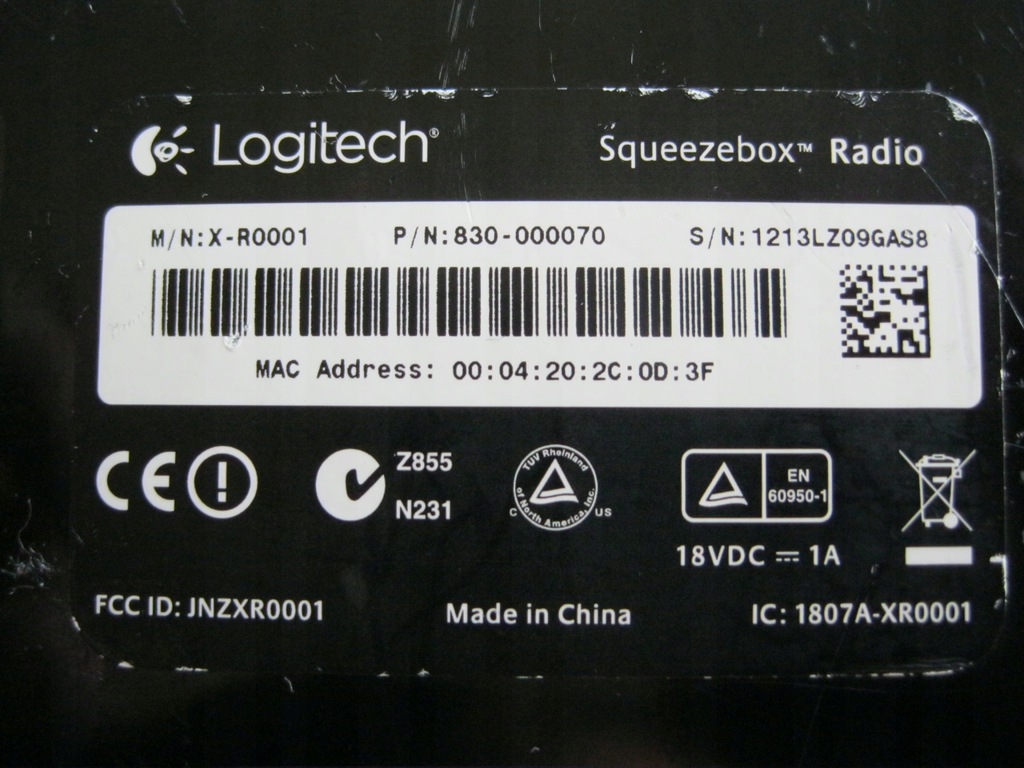 Logitech®
Squeezebox™ Radio
M/N:X-R0001 P/N:830-000070 S/N:1213LZ09GAS8
MAC Address: 00:04:20:2C:0D:3F
CE
Z855
N231
TUV Rheinland
of North America, Inc.
C US
EN
60950-1
18VDC ⎓ 1A
FCC ID: JNZXR0001
Made in China
IC: 1807A-XR0001